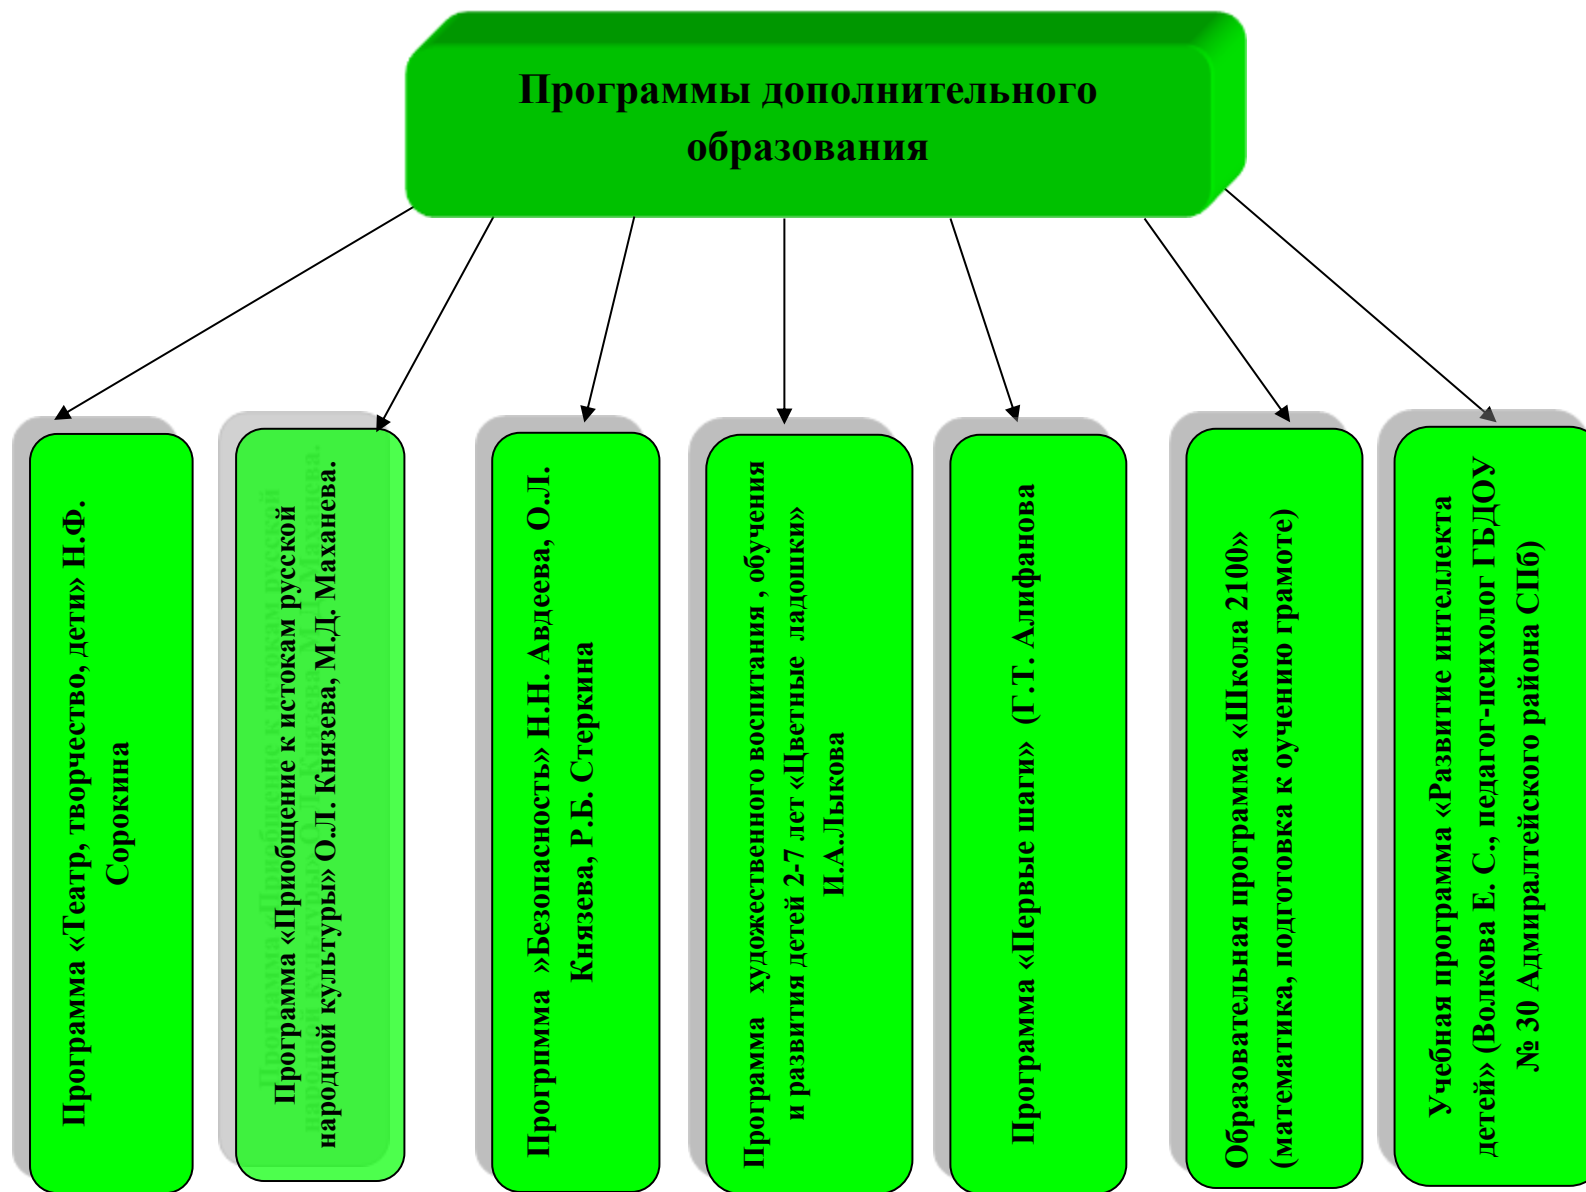 Программы дополнительного
образования
Программа «Театр, творчество, дети» Н.Ф.
Сорокина
Программа «Приобщение к истокам русской
народной культуры» О.Л. Князева, М.Д. Маханева.
Прогрпмма »Безопасность» Н.Н. Авдеева, О.Л.
Князева, Р.Б. Стеркина
Программа художественного воспитания , обучения
и развития детей 2-7 лет «Цветные ладошки»
И.А.Лыкова
Программа «Первые шаги» (Г.Т. Алифанова
Образовательная программа «Школа 2100»
(математика, подготовка к оучению грамоте)
Учебная программа «Развитие интеллекта
детей» (Волкова Е. С., педагог-психолог ГБДОУ
№ 30 Адмиралтейского района СПб)